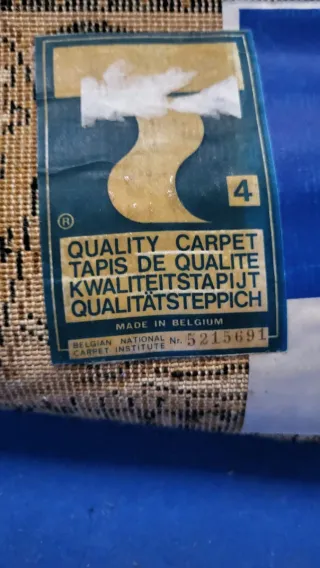 4
®
QUALITY CARPET
TAPIS DE QUALITE
KWALITEITSTAPIJT
QUALITÄTSTEPPICH
MADE IN BELGIUM
BELGIAN NATIONAL
CARPET INSTITUTE Nr. 5215691